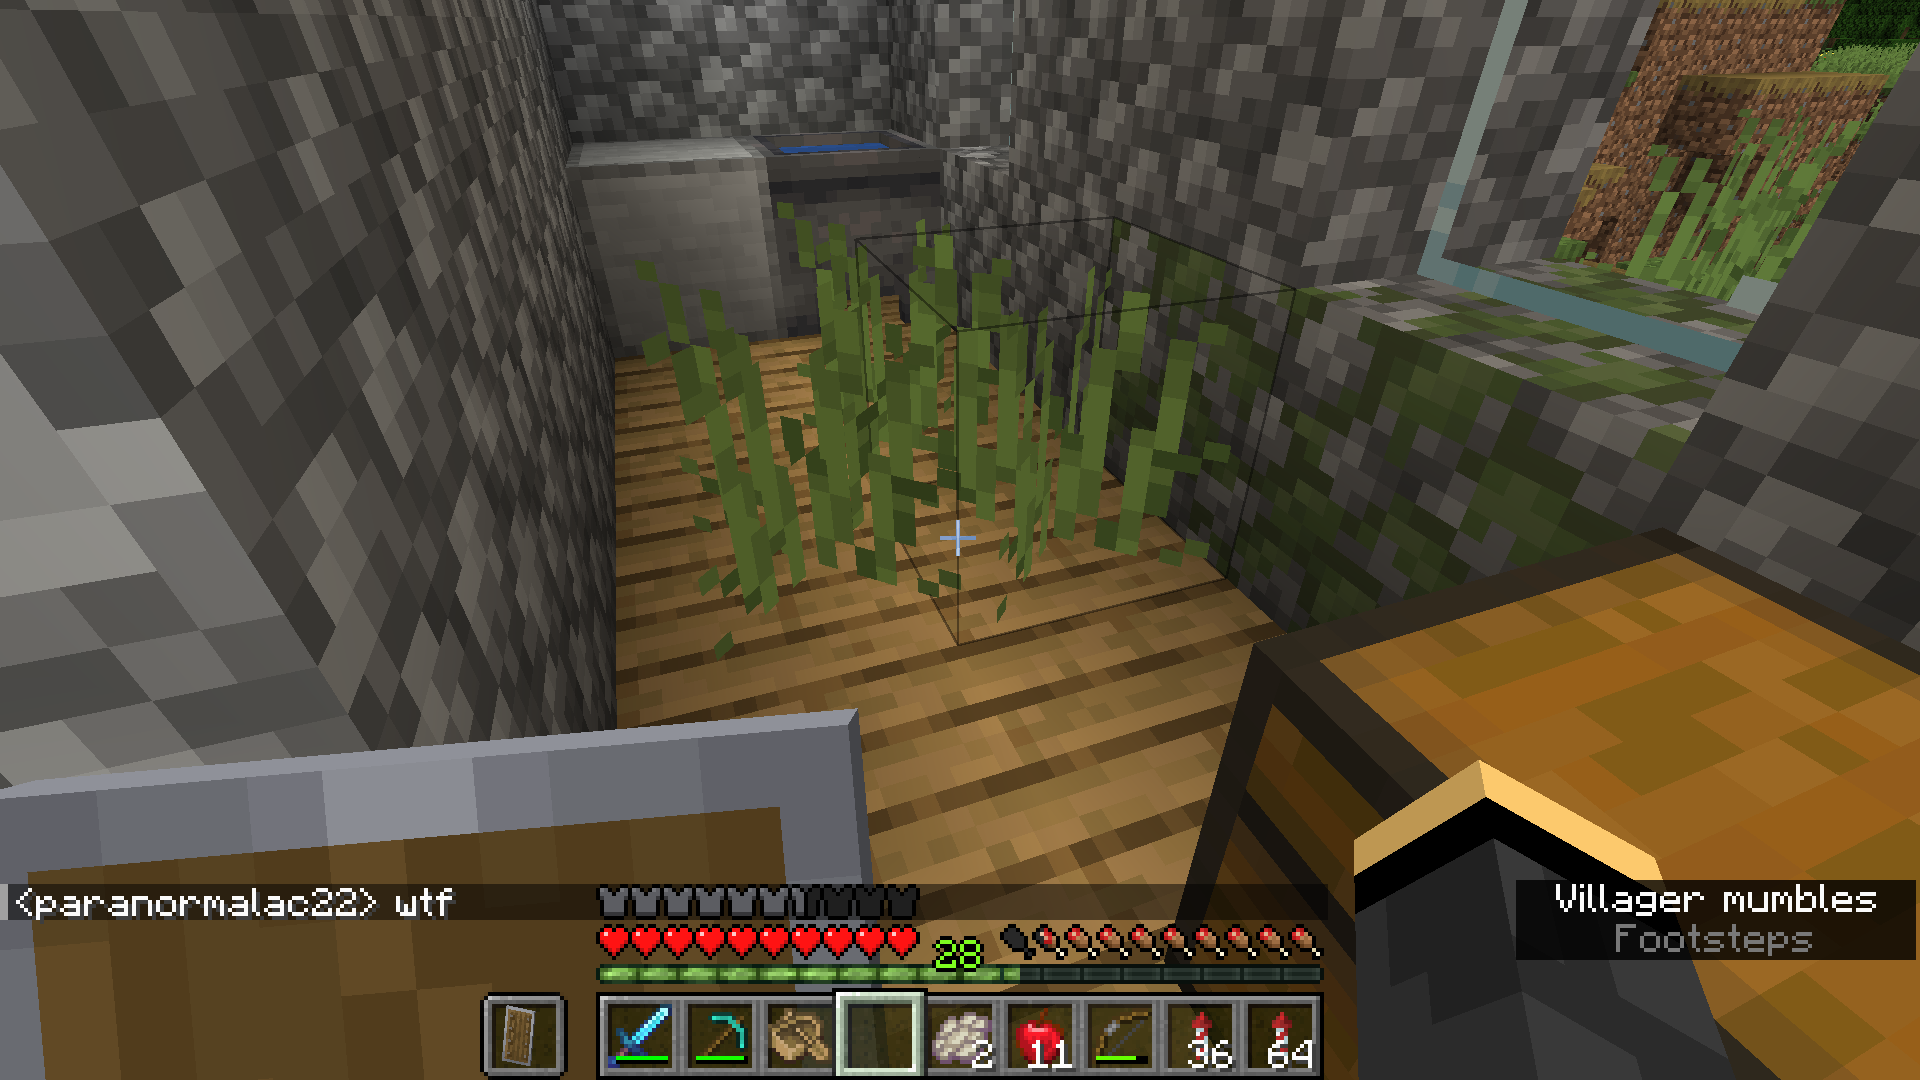 <paranormalac22> wtf
Villager mumbles
Footsteps
28
2
11
36
64